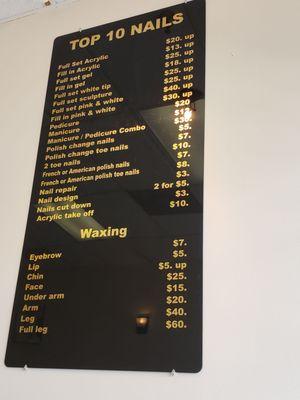 TOP 10 NAILS
Full Set Acrylic $20. up
Fill in Acrylic $13. up
Full set gel $25. up
Fill in gel $18. up
Full set white tip $25. up
Full set sculpture $25. up
Full set pink & white $40. up
Fill in pink & white $30. up
Pedicure $20
Manicure
Manicure / Pedicure Combo $30.
Polish change nails $5.
Polish change toe nails $7.
2 toe nails $10.
French or American polish nails $7.
French or American polish toe nails $8.
Nail repair $3.
Nail design 2 for $5.
Nails cut down $3.
Acrylic take off $10.
Waxing
Eyebrow $7.
Lip $5.
Chin $5. up
Face $25.
Under arm $15.
Arm $20.
Leg $40.
Full leg $60.